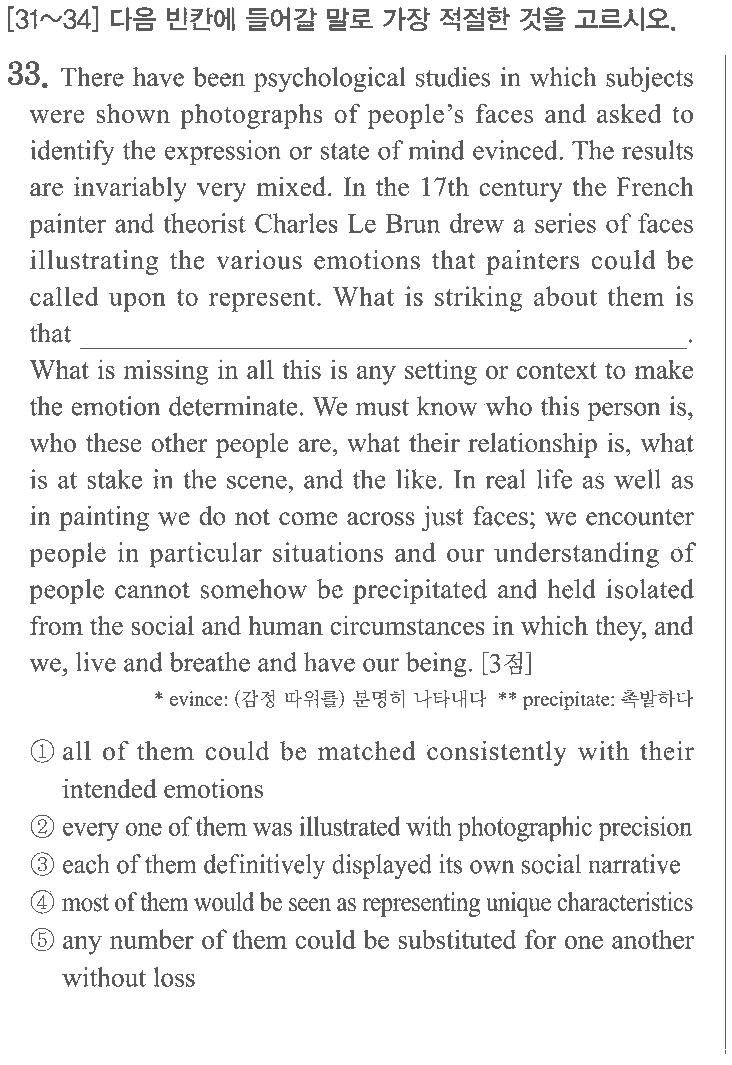 [31~34] 다음 빈칸에 들어갈 말로 가장 적절한 것을 고르시오.
33. There have been psychological studies in which subjects
were shown photographs of people's faces and asked to
identify the expression or state of mind evinced. The results
are invariably very mixed. In the 17th century the French
painter and theorist Charles Le Brun drew a series of faces
illustrating the various emotions that painters could be
called upon to represent. What is striking about them is
that ______________________________.
What is missing in all this is any setting or context to make
the emotion determinate. We must know who this person is,
who these other people are, what their relationship is, what
is at stake in the scene, and the like. In real life as well as
in painting we do not come across just faces; we encounter
people in particular situations and our understanding of
people cannot somehow be precipitated and held isolated
from the social and human circumstances in which they, and
we, live and breathe and have our being. [3점]
* evince: (감정 따위를) 분명히 나타내다 ** precipitate: 촉발하다
① all of them could be matched consistently with their
intended emotions
② every one of them was illustrated with photographic precision
③ each of them definitively displayed its own social narrative
④ most of them would be seen as representing unique characteristics
⑤ any number of them could be substituted for one another
without loss